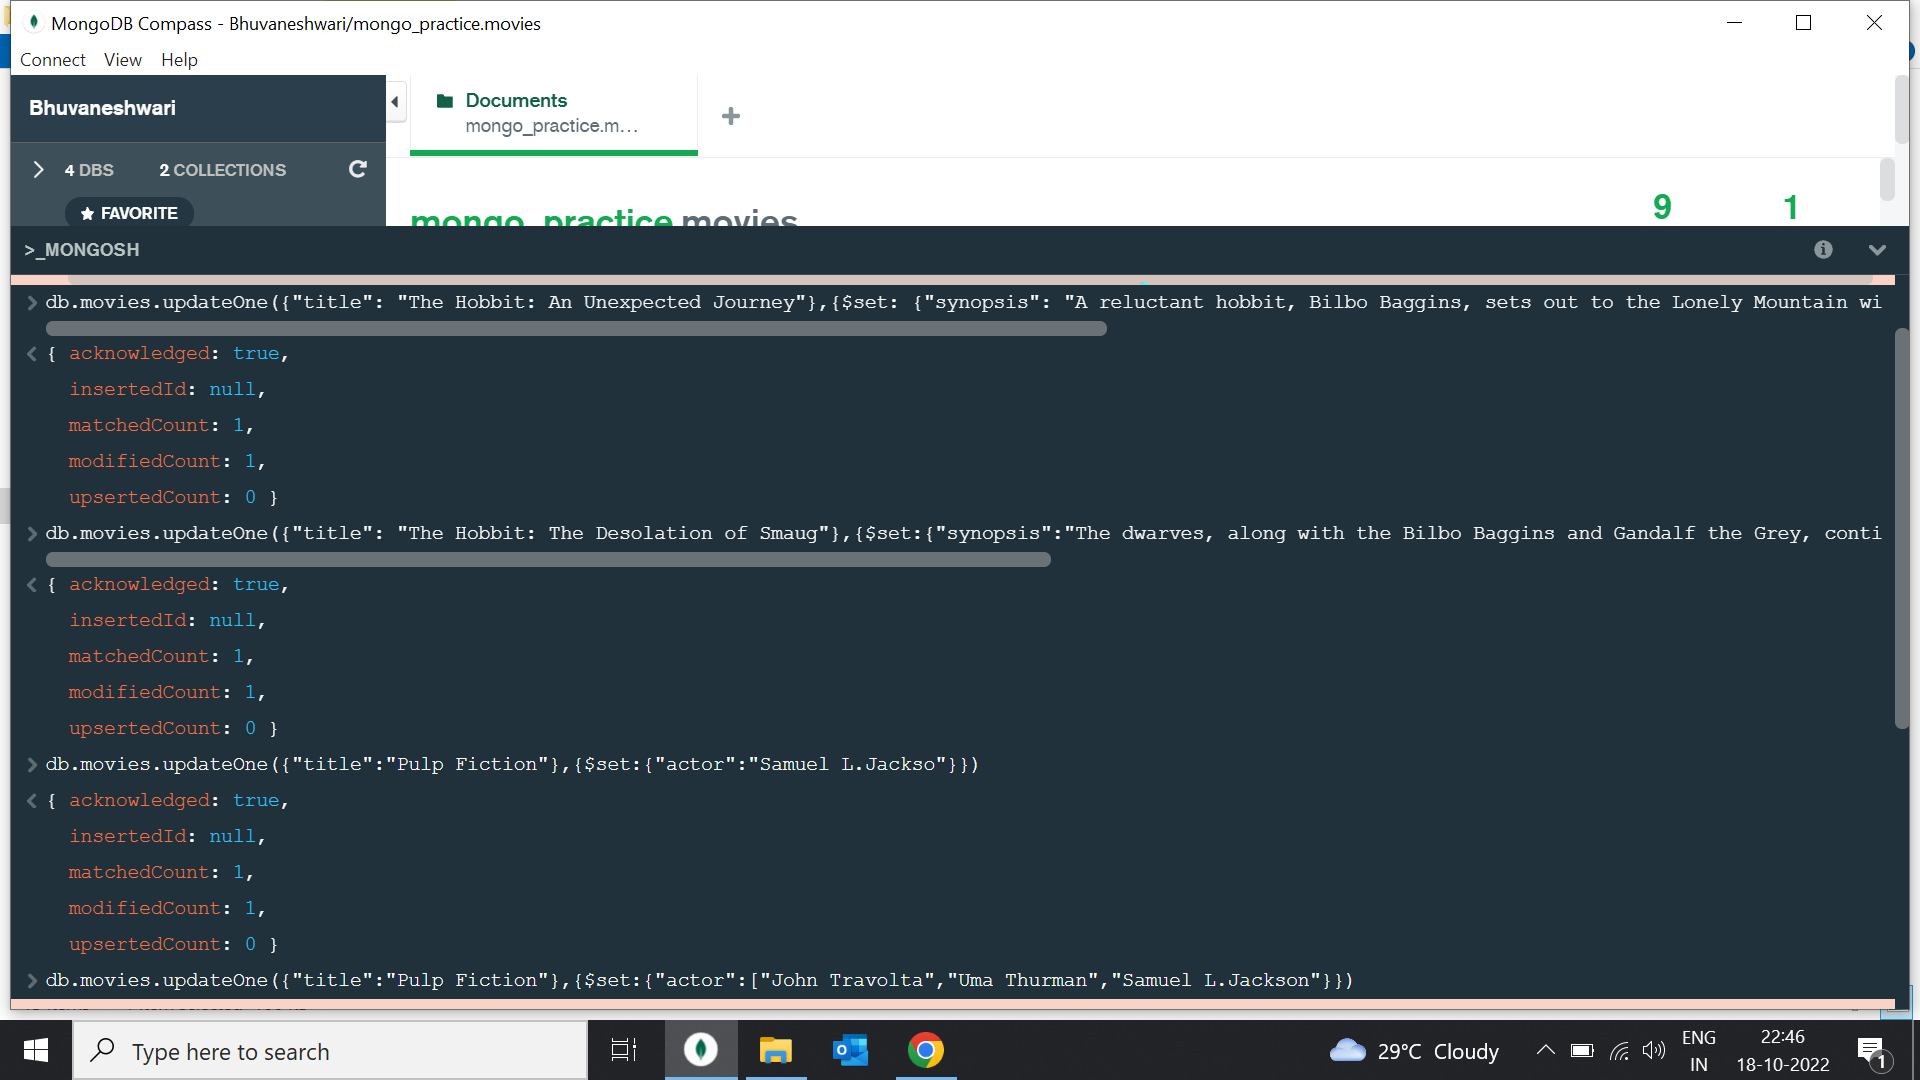 MongoDB Compass - Bhuvaneshwari/mongo_practice.movies
Connect View Help
Bhuvaneshwari
Documents
mongo_practice.m...
4 DBS 2 COLLECTIONS
FAVORITE
mongo_practice.movies
9 1
>_MONGOSH
db.movies.updateOne({"title": "The Hobbit: An Unexpected Journey"},{$set: {"synopsis": "A reluctant hobbit, Bilbo Baggins, sets out to the Lonely Mountain wi
{ acknowledged: true,
insertedId: null,
matchedCount: 1,
modifiedCount: 1,
upsertedCount: 0 }
db.movies.updateOne({"title": "The Hobbit: The Desolation of Smaug"},{$set:{"synopsis":"The dwarves, along with the Bilbo Baggins and Gandalf the Grey, conti
{ acknowledged: true,
insertedId: null,
matchedCount: 1,
modifiedCount: 1,
upsertedCount: 0 }
db.movies.updateOne({"title":"Pulp Fiction"},{$set:{"actor":"Samuel L.Jackso"}})
{ acknowledged: true,
insertedId: null,
matchedCount: 1,
modifiedCount: 1,
upsertedCount: 0 }
db.movies.updateOne({"title":"Pulp Fiction"},{$set:{"actor":["John Travolta","Uma Thurman","Samuel L.Jackson"}})
Type here to search
29°C Cloudy
ENG
IN
22:46
18-10-2022
1